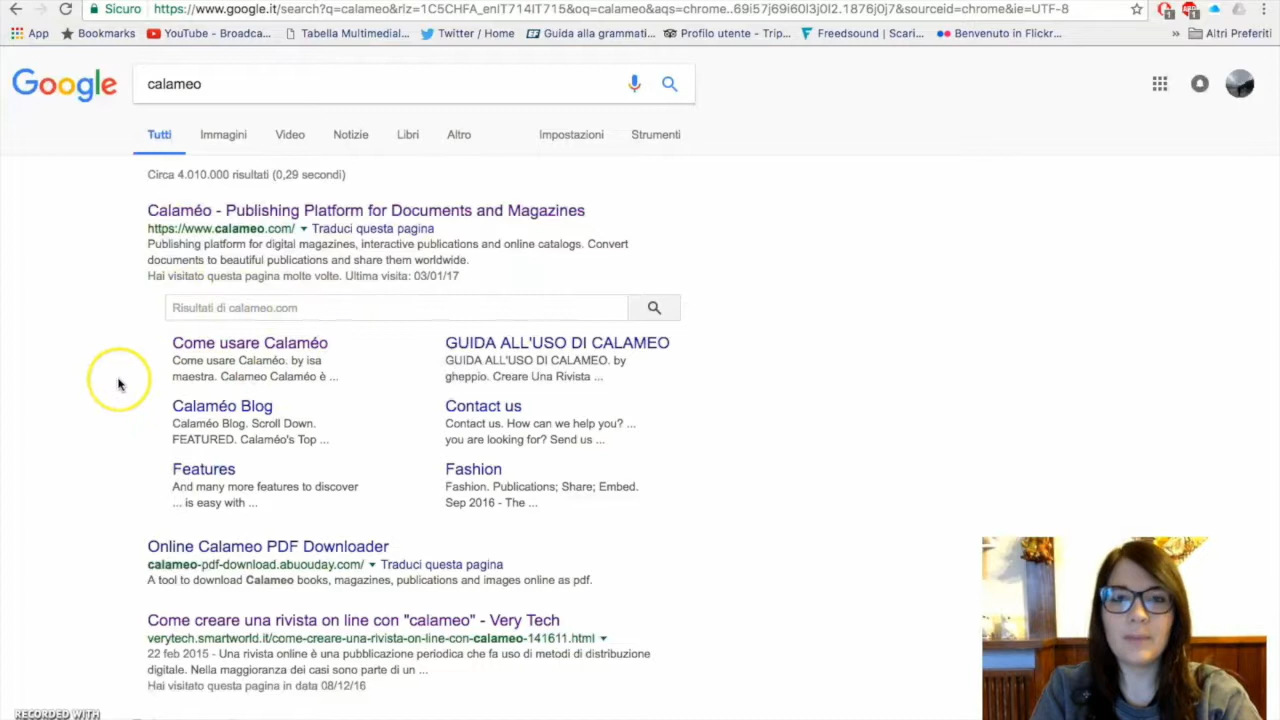 Sicuro https://www.google.it/search?q=calameo&rlz=1C5CHFA_enIT714IT715&oq=calameo&aqs=chrome..69i57j69i60l3j0l2.1876j0j7&sourceid=chrome&ie=UTF-8
App Bookmarks YouTube - Broadca... Tabella Multimedial... Twitter / Home Guida alla grammati... Profilo utente - Trip... Freedsound | Scari... Benvenuto in Flickr... » Altri Preferiti
Google calameo
Tutti Immagini Video Notizie Libri Altro Impostazioni Strumenti
Circa 4.010.000 risultati (0,29 secondi)
Calaméo - Publishing Platform for Documents and Magazines
https://www.calameo.com/ Traduci questa pagina
Publishing platform for digital magazines, interactive publications and online catalogs. Convert
documents to beautiful publications and share them worldwide.
Hai visitato questa pagina molte volte. Ultima visita: 03/01/17
Risultati di calameo.com
Come usare Calaméo
Come usare Calaméo. by isa
maestra. Calameo Calaméo è ...
GUIDA ALL'USO DI CALAMEO
GUIDA ALL'USO DI CALAMEO. by
gheppio. Creare Una Rivista ...
Calaméo Blog
Calaméo Blog. Scroll Down.
FEATURED. Calaméo's Top ...
Contact us
Contact us. How can we help you? ...
you are looking for? Send us ...
Features
And many more features to discover
... is easy with ...
Fashion
Fashion. Publications; Share; Embed.
Sep 2016 - The ...
Online Calameo PDF Downloader
calameo-pdf-download.abuouday.com/ Traduci questa pagina
A tool to download Calameo books, magazines, publications and images online as pdf.
Come creare una rivista on line con "calameo" - Very Tech
verytech.smartworld.it/come-creare-una-rivista-on-line-con-calameo-141611.html
22 feb 2015 - Una rivista online è una pubblicazione periodica che fa uso di metodi di distribuzione
digitale. Nella maggioranza dei casi sono parte di un ...
Hai visitato questa pagina in data 08/12/16
RECORDED WITH